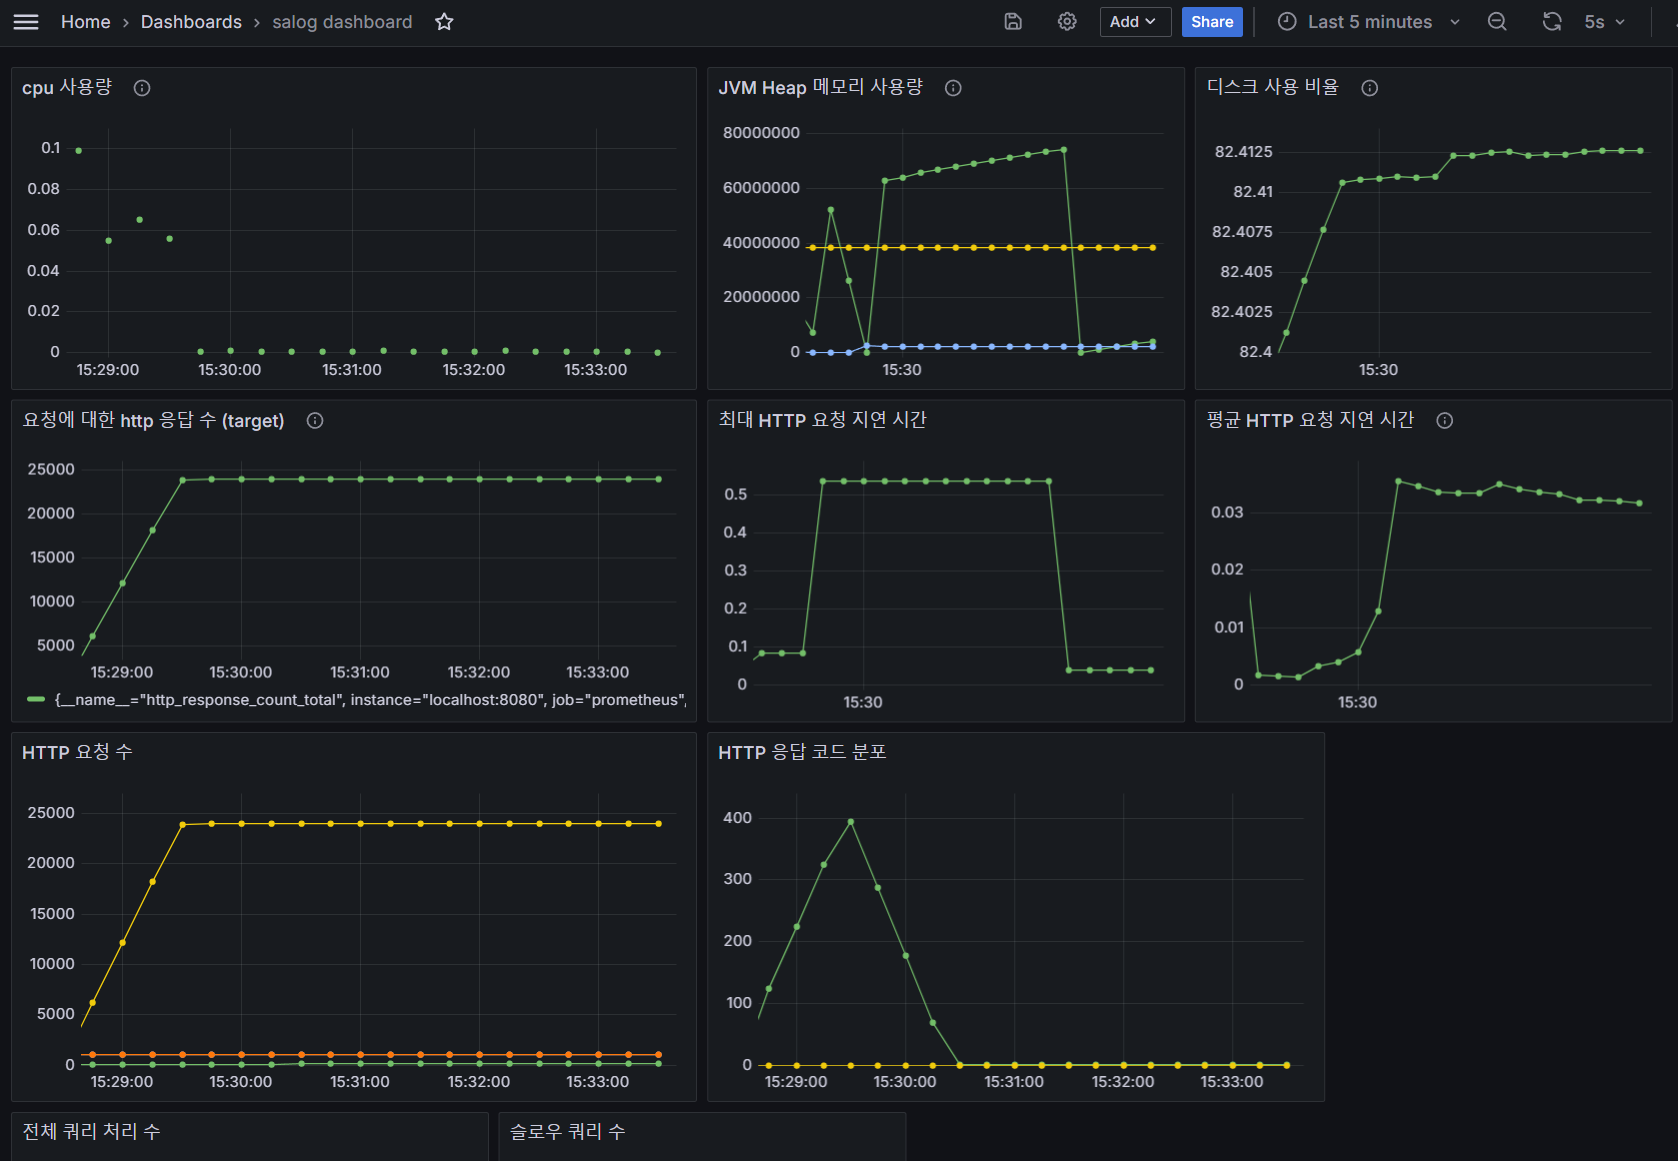 Home › Dashboards › salog dashboard
Add
Share
Last 5 minutes
5s
cpu 사용량
0.1
0.08
0.06
0.04
0.02
0
15:29:00 15:30:00 15:31:00 15:32:00 15:33:00
JVM Heap 메모리 사용량
80000000
60000000
40000000
20000000
0
15:30
디스크 사용 비율
82.4125
82.41
82.4075
82.405
82.4025
82.4
15:30
요청에 대한 http 응답 수 (target)
25000
20000
15000
10000
5000
15:29:00 15:30:00 15:31:00 15:32:00 15:33:00
{__name__="http_response_count_total", instance="localhost:8080", job="prometheus",
최대 HTTP 요청 지연 시간
0.5
0.4
0.3
0.2
0.1
0
15:30
평균 HTTP 요청 지연 시간
0.03
0.02
0.01
0
15:30
HTTP 요청 수
25000
20000
15000
10000
5000
0
15:29:00 15:30:00 15:31:00 15:32:00 15:33:00
HTTP 응답 코드 분포
400
300
200
100
0
15:29:00 15:30:00 15:31:00 15:32:00 15:33:00
전체 쿼리 처리 수
슬로우 쿼리 수